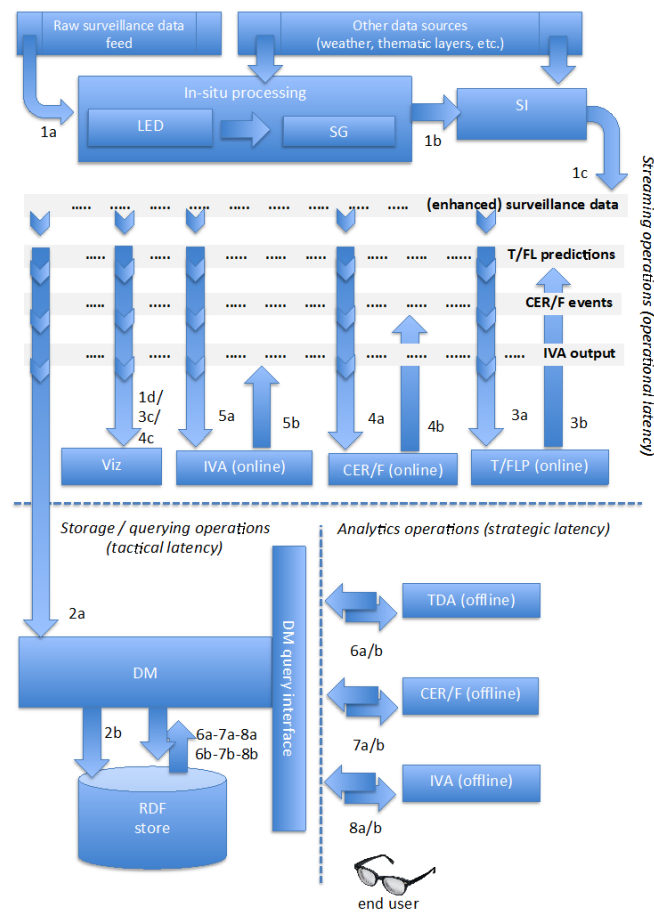 Raw surveillance data
feed
Other data sources
(weather, thematic layers, etc.)
In-situ processing
LED
SG
SI
1a
1b
1c
..... ..... ..... ..... ..... ..... ..... ..... (enhanced) surveillance data
..... ..... ..... ..... ..... ..... ..... ...... T/FL predictions
..... ..... ..... ..... ..... ..... ..... ...... CER/F events
..... ..... ..... ..... ..... ..... ..... ...... ..... IVA output
Streaming operations (operational latency)
1d/
3c/
4c
5a
5b
4a
4b
3a
3b
Viz
IVA (online)
CER/F (online)
T/FLP (online)
Storage / querying operations
(tactical latency)
Analytics operations (strategic latency)
2a
DM
DM query interface
2b
6a-7a-8a
6b-7b-8b
RDF
store
TDA (offline)
6a/b
CER/F (offline)
7a/b
IVA (offline)
8a/b
end user